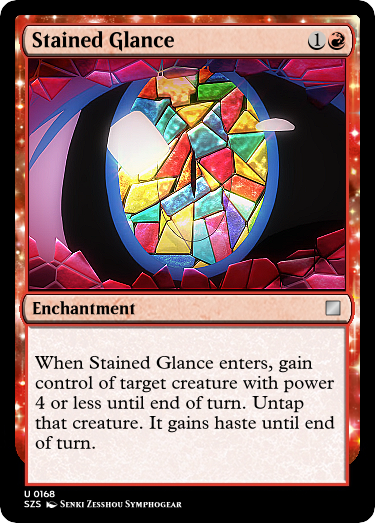 Stained Glance 1
Enchantment
When Stained Glance enters, gain
control of target creature with power
4 or less until end of turn. Untap
that creature. It gains haste until end
of turn.
U 0168
SZS Senki Zesshou Symphogear